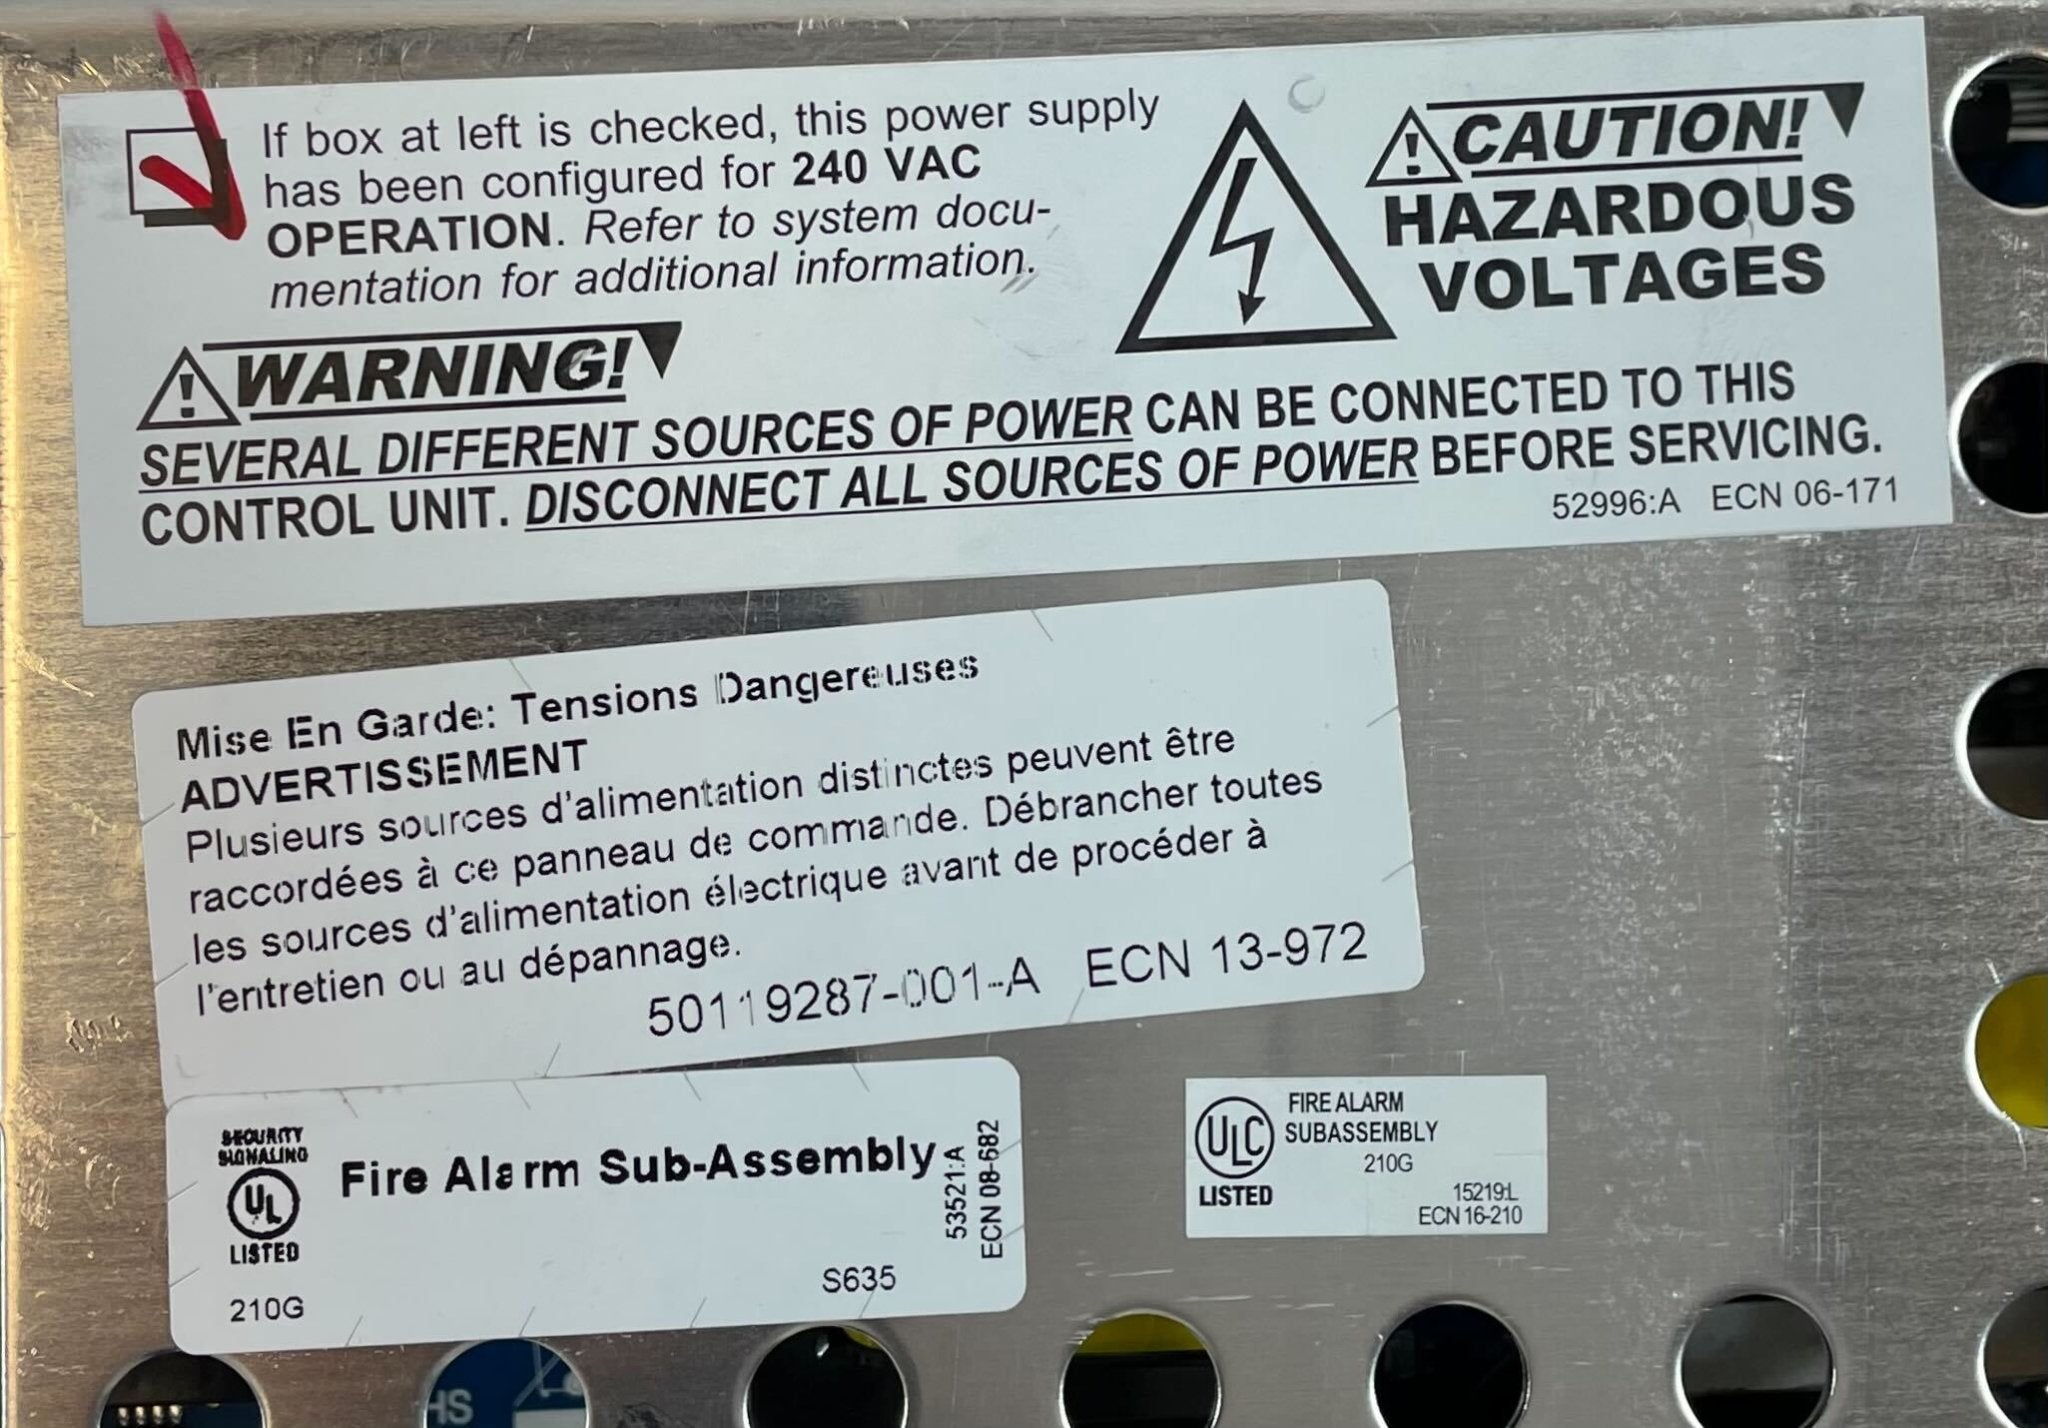 If box at left is checked, this power supply
has been configured for 240 VAC
OPERATION. Refer to system docu-
mentation for additional information.
CAUTION!
HAZARDOUS
VOLTAGES
WARNING!
SEVERAL DIFFERENT SOURCES OF POWER CAN BE CONNECTED TO THIS
CONTROL UNIT. DISCONNECT ALL SOURCES OF POWER BEFORE SERVICING.
52996:A ECN 06-171
Mise En Garde: Tensions Dangereuses
ADVERTISSEMENT
Plusieurs sources d'alimentation distinctes peuvent être
raccordées à ce panneau de commande. Débrancher toutes
les sources d'alimentation électrique avant de procéder à
l'entretien ou au dépannage.
50119287-001-A ECN 13-972
SECURITY
SIGNALING
UL
LISTED
210G
Fire Alarm Sub-Assembly
S635
53521:A
ECN 08-682
ULC
LISTED
FIRE ALARM
SUBASSEMBLY
210G
15219:L
ECN 16-210
HS